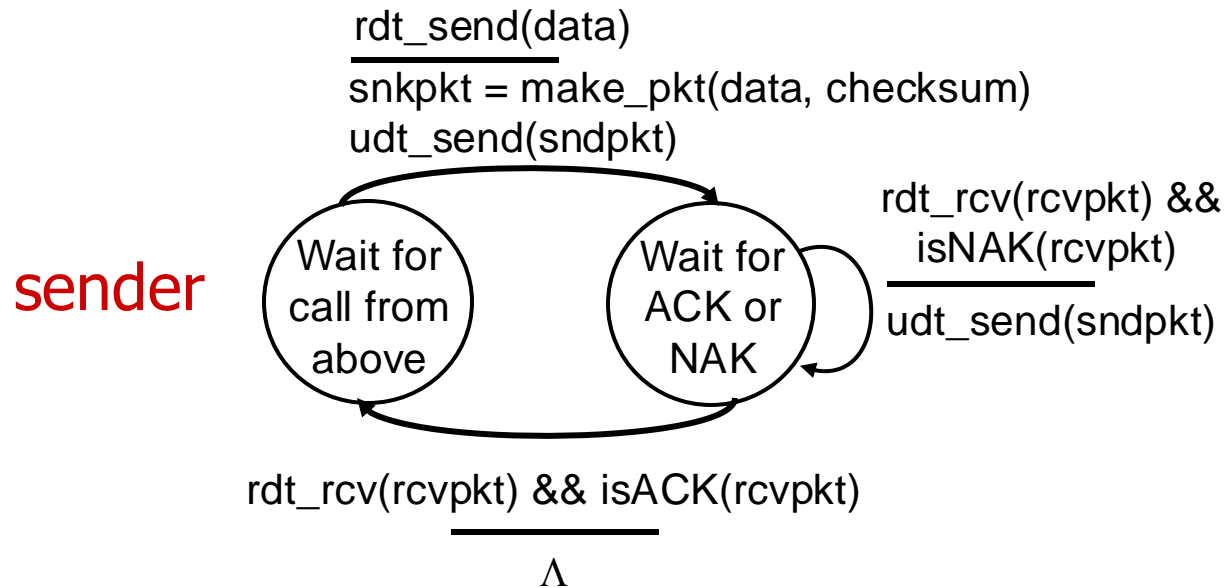 rdt_send(data)
snkpkt = make_pkt(data, checksum)
udt_send(sndpkt)
sender
Wait for
call from
above
Wait for
ACK or
NAK
rdt_rcv(rcvpkt) &&
isNAK(rcvpkt)
udt_send(sndpkt)
rdt_rcv(rcvpkt) && isACK(rcvpkt)
Λ